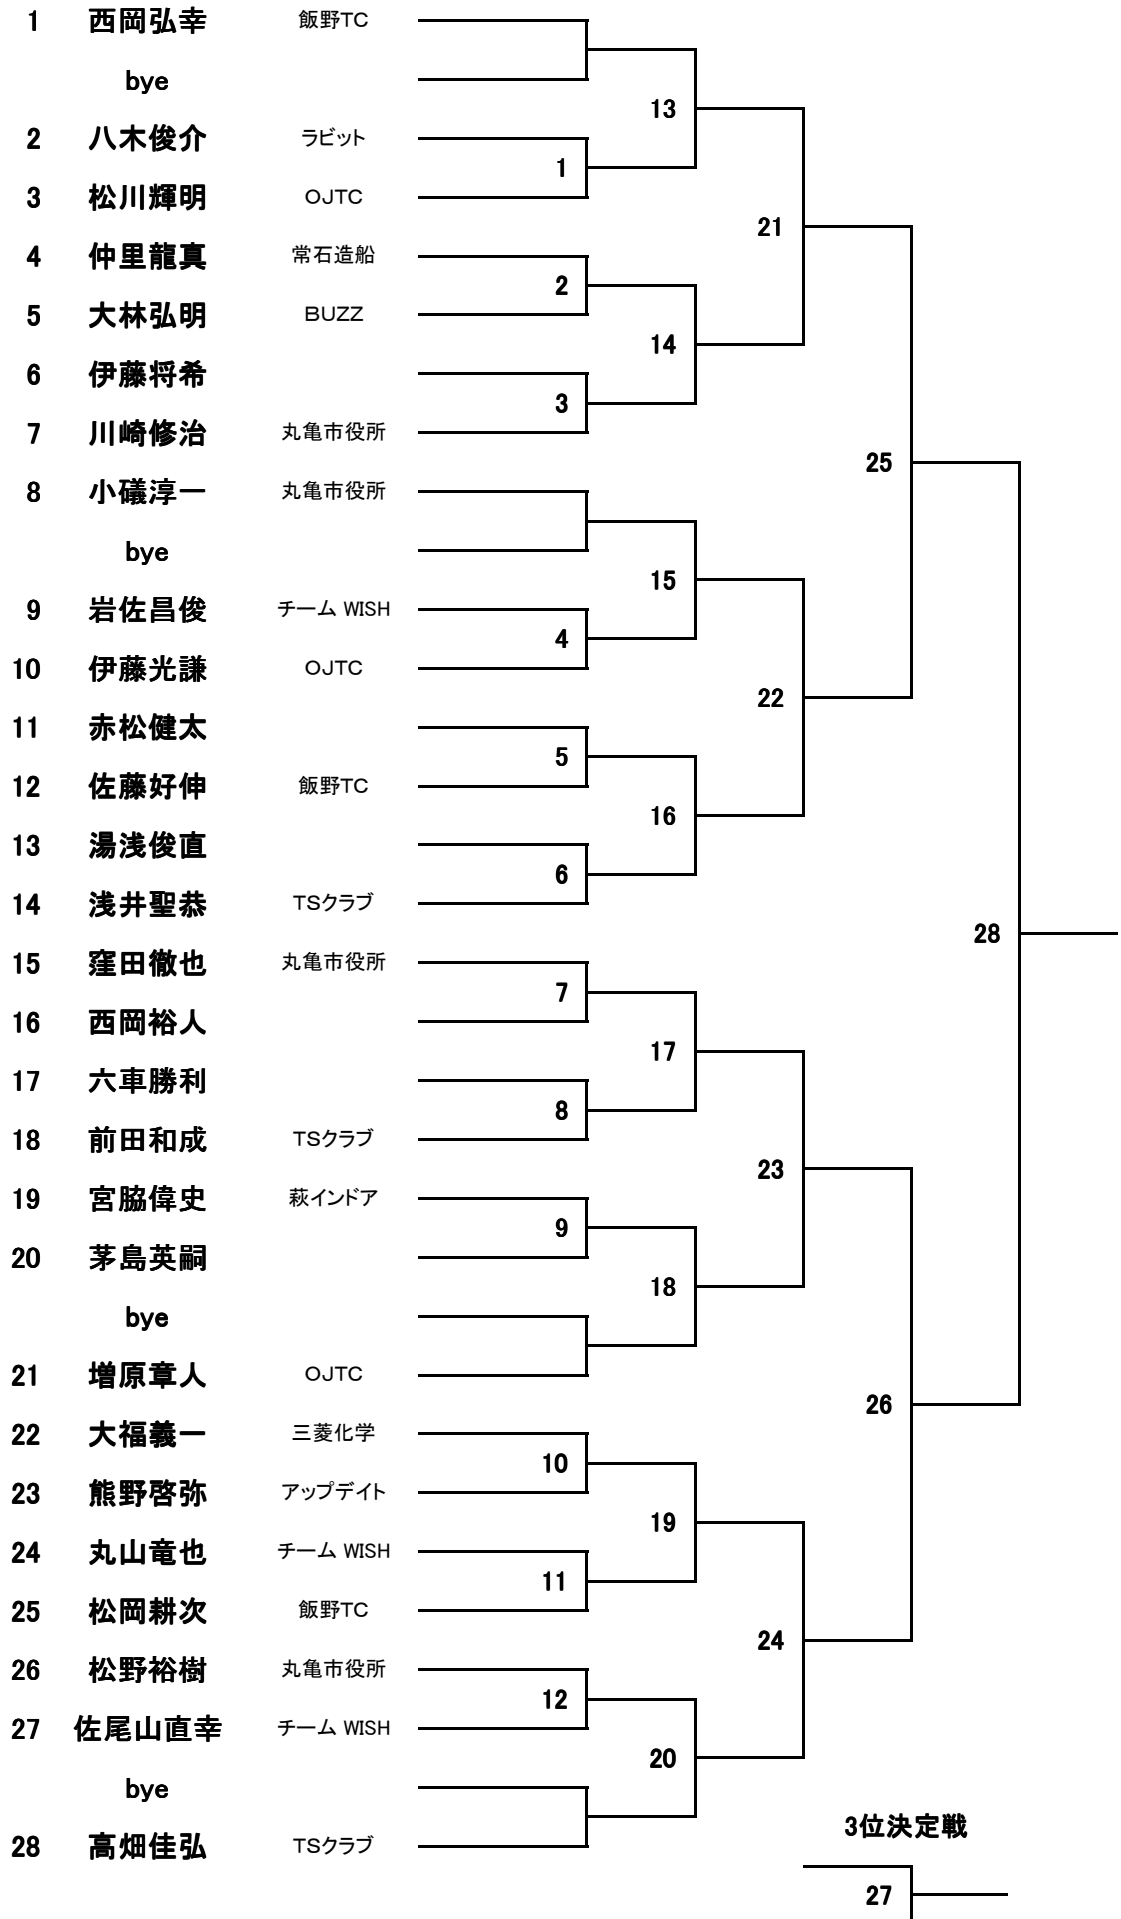 1 西岡弘幸 飯野TC
bye
13
2 八木俊介 ラビット
1
3 松川輝明 OJTC
21
4 仲里龍真 常石造船
2
5 大林弘明 BUZZ
14
6 伊藤将希
3
7 川崎修治 丸亀市役所
25
8 小礒淳一 丸亀市役所
bye
15
9 岩佐昌俊 チーム WISH
4
10 伊藤光謙 OJTC
22
11 赤松健太
5
12 佐藤好伸 飯野TC
16
13 湯浅俊直
6
14 浅井聖恭 TSクラブ
28
15 窪田徹也 丸亀市役所
7
16 西岡裕人
17
17 六車勝利
8
18 前田和成 TSクラブ
23
19 宮脇偉史 萩インドア
9
20 茅島英嗣
18
bye
21 増原章人 OJTC
26
22 大福義一 三菱化学
10
23 熊野啓弥 アップデイト
19
24 丸山竜也 チーム WISH
11
25 松岡耕次 飯野TC
24
26 松野裕樹 丸亀市役所
12
27 佐尾山直幸 チーム WISH
20
bye
3位決定戦
28 高畑佳弘 TSクラブ
27